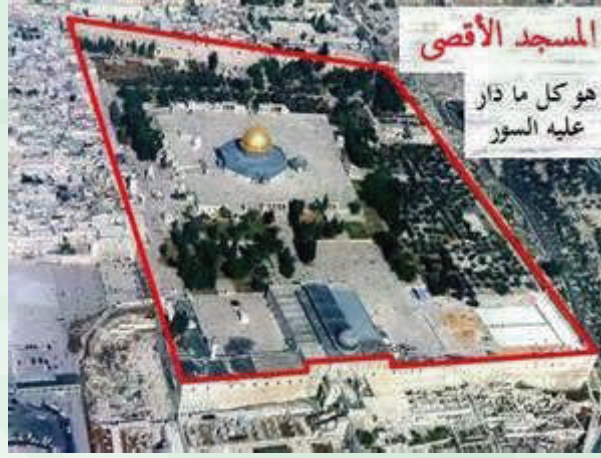 المسجد الأقصى
هو كل ما دار
عليه السور